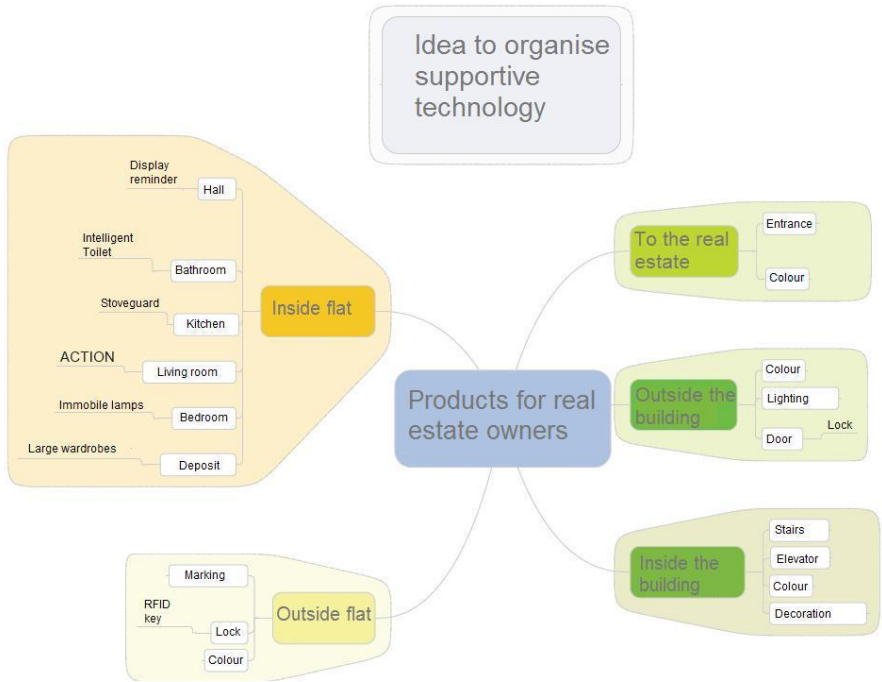 Idea to organise
supportive
technology
Display
reminder
Hall
Intelligent
Toilet
Bathroom
Stoveguard
Kitchen
ACTION
Living room
Immobile lamps
Bedroom
Large wardrobes
Deposit
Inside flat
Products for real
estate owners
To the real
estate
Entrance
Colour
Outside the
building
Colour
Lighting
Door
Lock
Inside the
building
Stairs
Elevator
Colour
Decoration
Marking
RFID
key
Lock
Colour
Outside flat